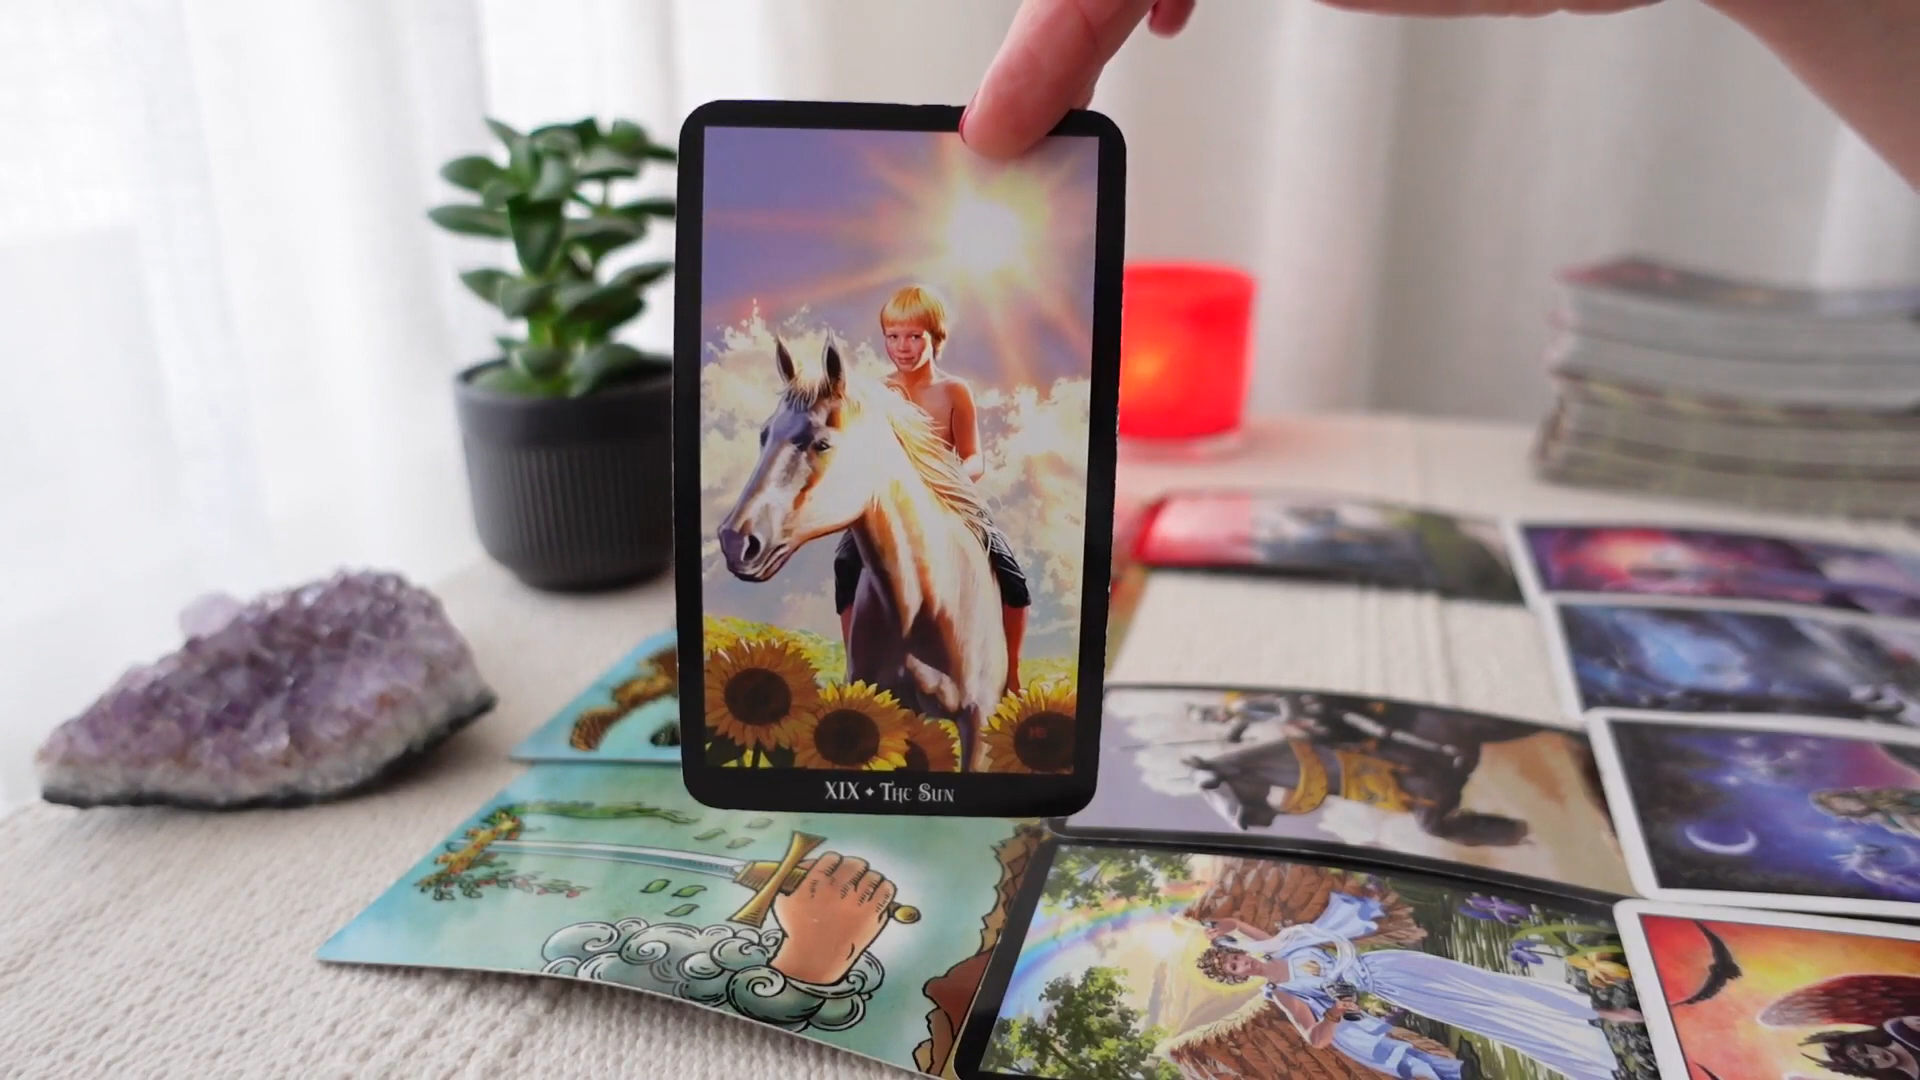 XIX ✦ The Sun